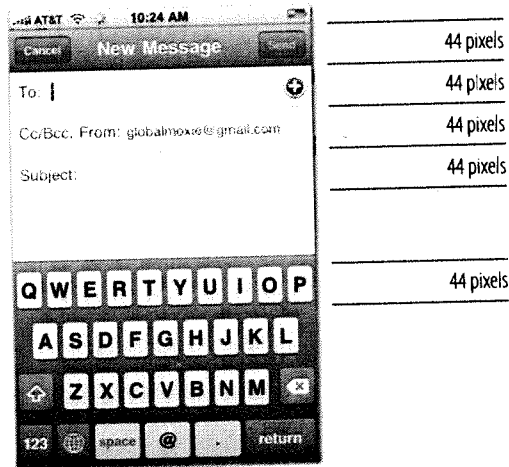 AT&T 10:24 AM
Cancel New Message Send
44 pixels
To:
44 pixels
Cc/Bcc, From: globalmoxie@gmail.com
44 pixels
Subject:
44 pixels
Q W E R T Y U I O P
44 pixels
A S D F G H J K L
Z X C V B N M
123 space @ . return